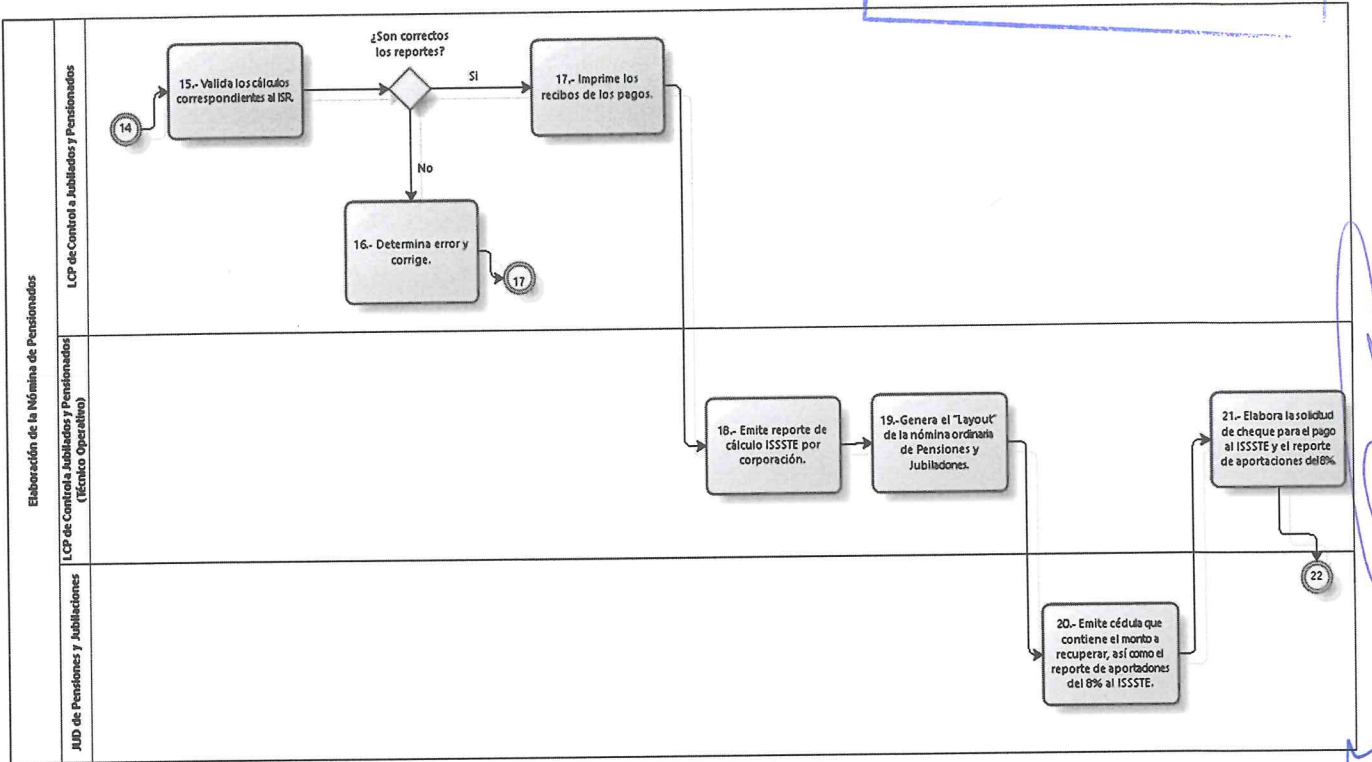 Elaboración de la Nómina de Pensionados
LCP de Control a Jubilados y Pensionados
14
15.- Valida los cálculos
correspondientes al ISR.
¿Son correctos
los reportes?
Si
No
17.- Imprime los
recibos de los pagos.
16.- Determina error y
corrige.
17
LCP de Control a Jubilados y Pensionados
(Técnico Operativo)
18.- Emite reporte de
cálculo ISSSTE por
corporación.
19.-Genera el "Layout"
de la nómina ordinaria
de Pensiones y
Jubiladones.
21.- Elabora la solicitud
de cheque para el pago
al ISSSTE y el reporte
de aportaciones del 8%.
22
JUD de Pensiones y Jubilaciones
20.- Emite cédula que
contiene el monto a
recuperar, así como el
reporte de aportadones
del 8% al ISSSTE.